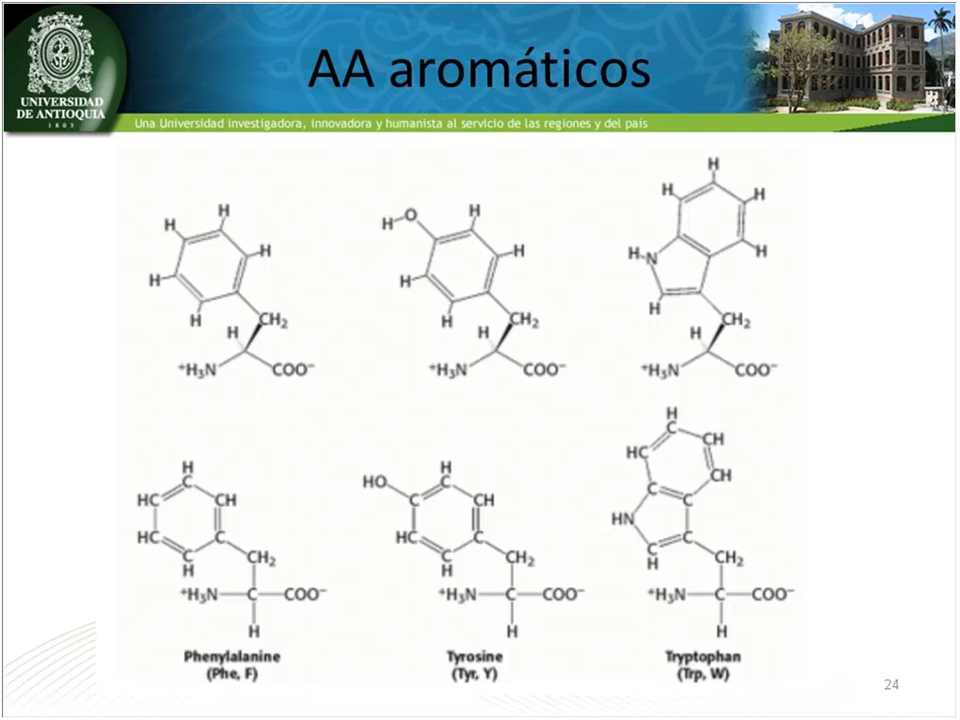 AA aromáticos
UNIVERSIDAD
DE ANTIOQUIA
1803
Una Universidad investigadora, innovadora y humanista al servicio de las regiones y del país
H
H
H
H
H
CH₂
H
⁺H₃N
COO⁻
H
O
H
H
H
H
CH₂
H
⁺H₃N
COO⁻
H
H
H
H
H
N
H
CH₂
H
⁺H₃N
COO⁻
H
C
HC
CH
HC
C
C
H
CH₂
⁺H₃N
C
COO⁻
H
HO
H
C
C
CH
HC
C
C
H
CH₂
⁺H₃N
C
COO⁻
H
H
C
HC
CH
CH
C
C
HN
C
C
H
CH₂
⁺H₃N
C
COO⁻
H
Phenylalanine
(Phe, F)
Tyrosine
(Tyr, Y)
Tryptophan
(Trp, W)
24